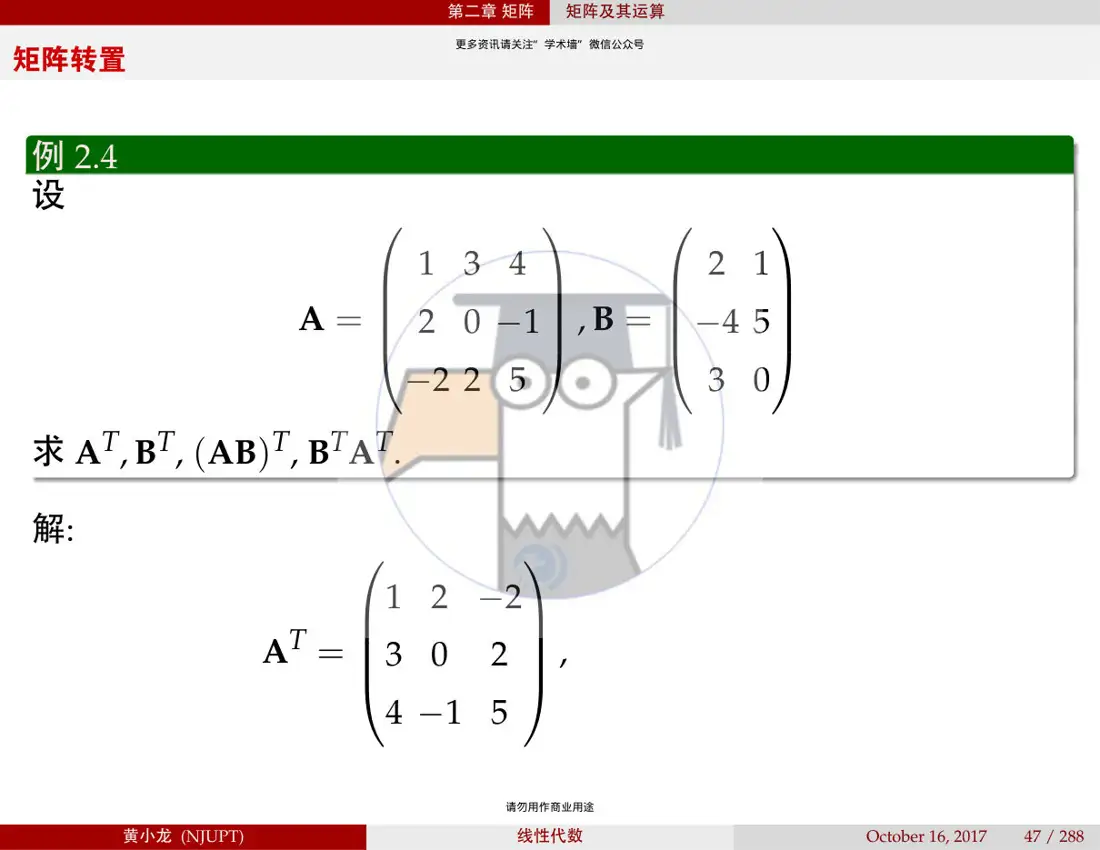 第二章 矩阵 矩阵及其运算
更多资讯请关注“学术墙”微信公众号
矩阵转置
例 2.4
设
1 3 4 2 1
A = 2 0 −1 , B = −4 5
−2 2 5 3 0
求 A^T, B^T, (AB)^T, B^T A^T.
解:
1 2 −2
A^T = 3 0 2 ,
4 −1 5
请勿用作商业用途
黄小龙 (NJUPT) 线性代数 October 16, 2017 47 / 288